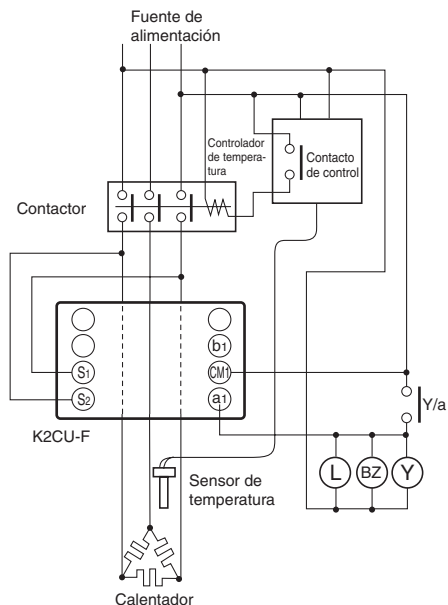 Fuente de
alimentación
Controlador
de tempera-
tura
Contacto
de control
Contactor
b1
S1
CM1
S2
a1
Y/a
K2CU-F
L
BZ
Y
Sensor de
temperatura
Calentador